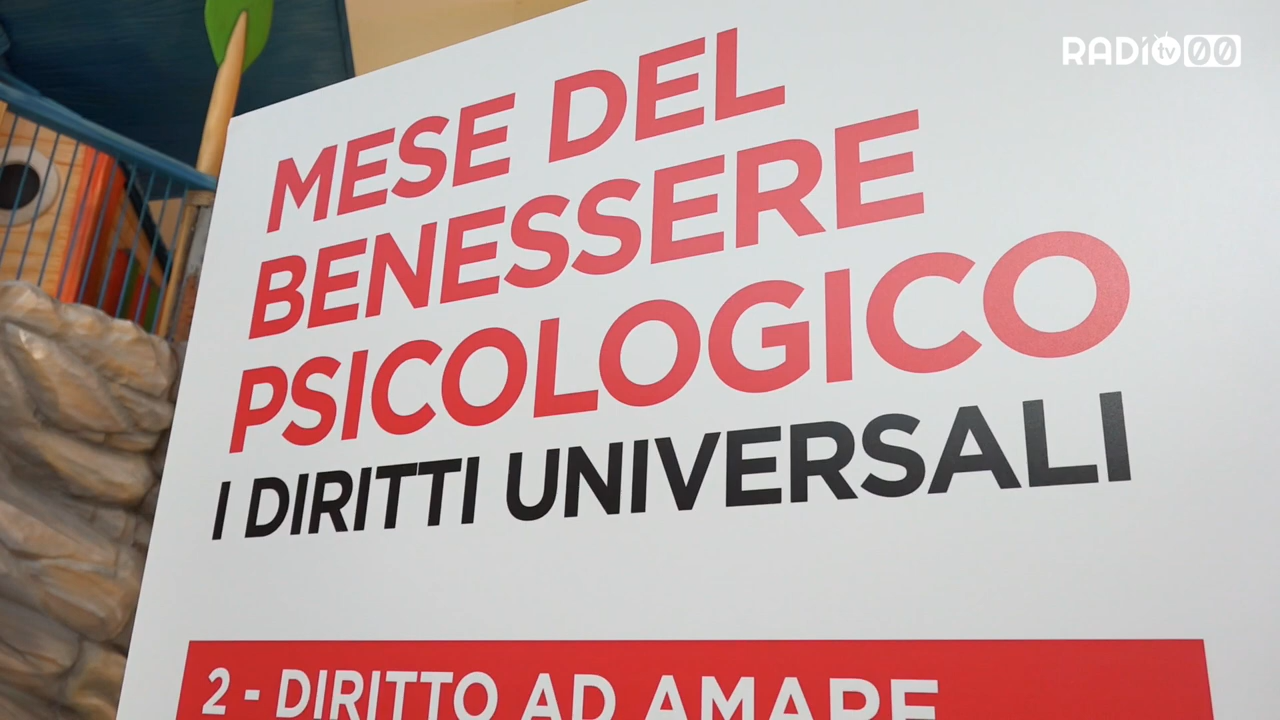 RADIO tv 00
MESE DEL
BENESSERE
PSICOLOGICO
I DIRITTI UNIVERSALI
2 - DIRITTO AD AMARE